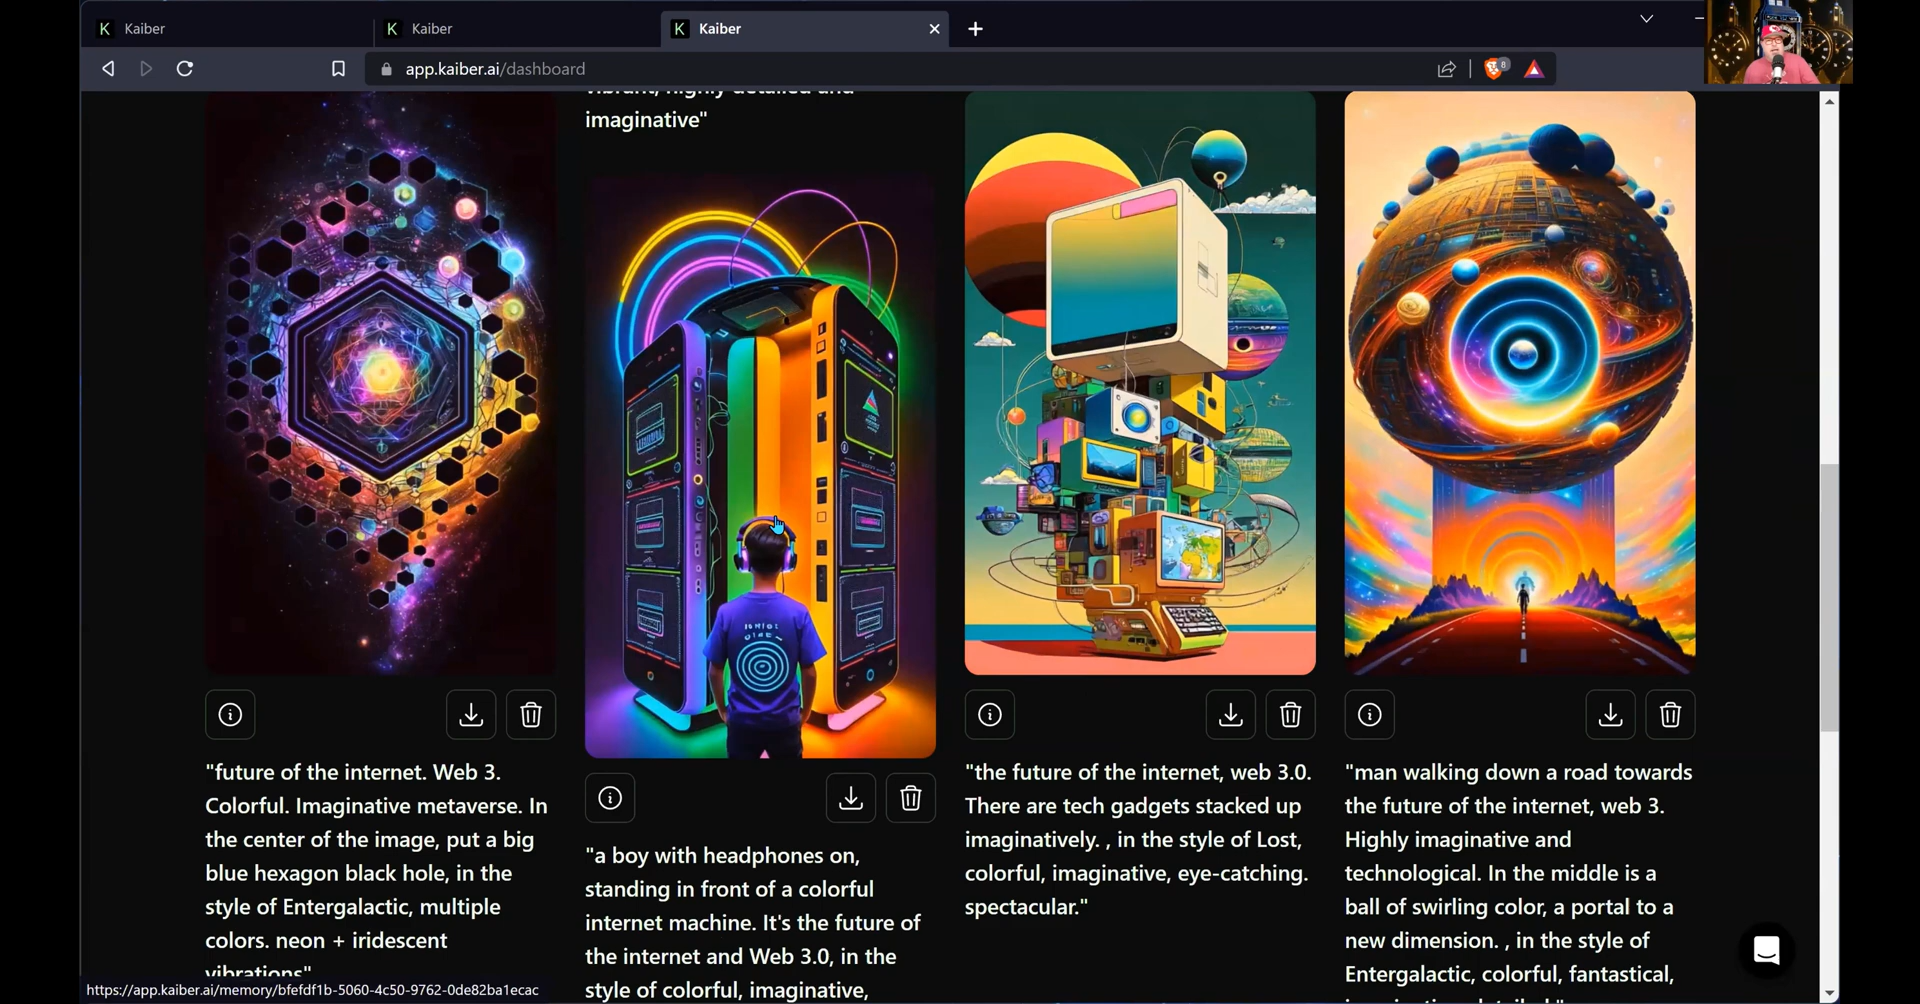 Kaiber
Kaiber
Kaiber
app.kaiber.ai/dashboard
8
vibrant, highly detailed and
imaginative"
"future of the internet. Web 3.
Colorful. Imaginative metaverse. In
the center of the image, put a big
blue hexagon black hole, in the
style of Entergalactic, multiple
colors. neon + iridescent
vibrations"
"a boy with headphones on,
standing in front of a colorful
internet machine. It's the future of
the internet and Web 3.0, in the
style of colorful, imaginative,
"the future of the internet, web 3.0.
There are tech gadgets stacked up
imaginatively. , in the style of Lost,
colorful, imaginative, eye-catching.
spectacular."
"man walking down a road towards
the future of the internet, web 3.
Highly imaginative and
technological. In the middle is a
ball of swirling color, a portal to a
new dimension. , in the style of
Entergalactic, colorful, fantastical,
https://app.kaiber.ai/memory/bfefdf1b-5060-4c50-9762-0de82ba1ecac